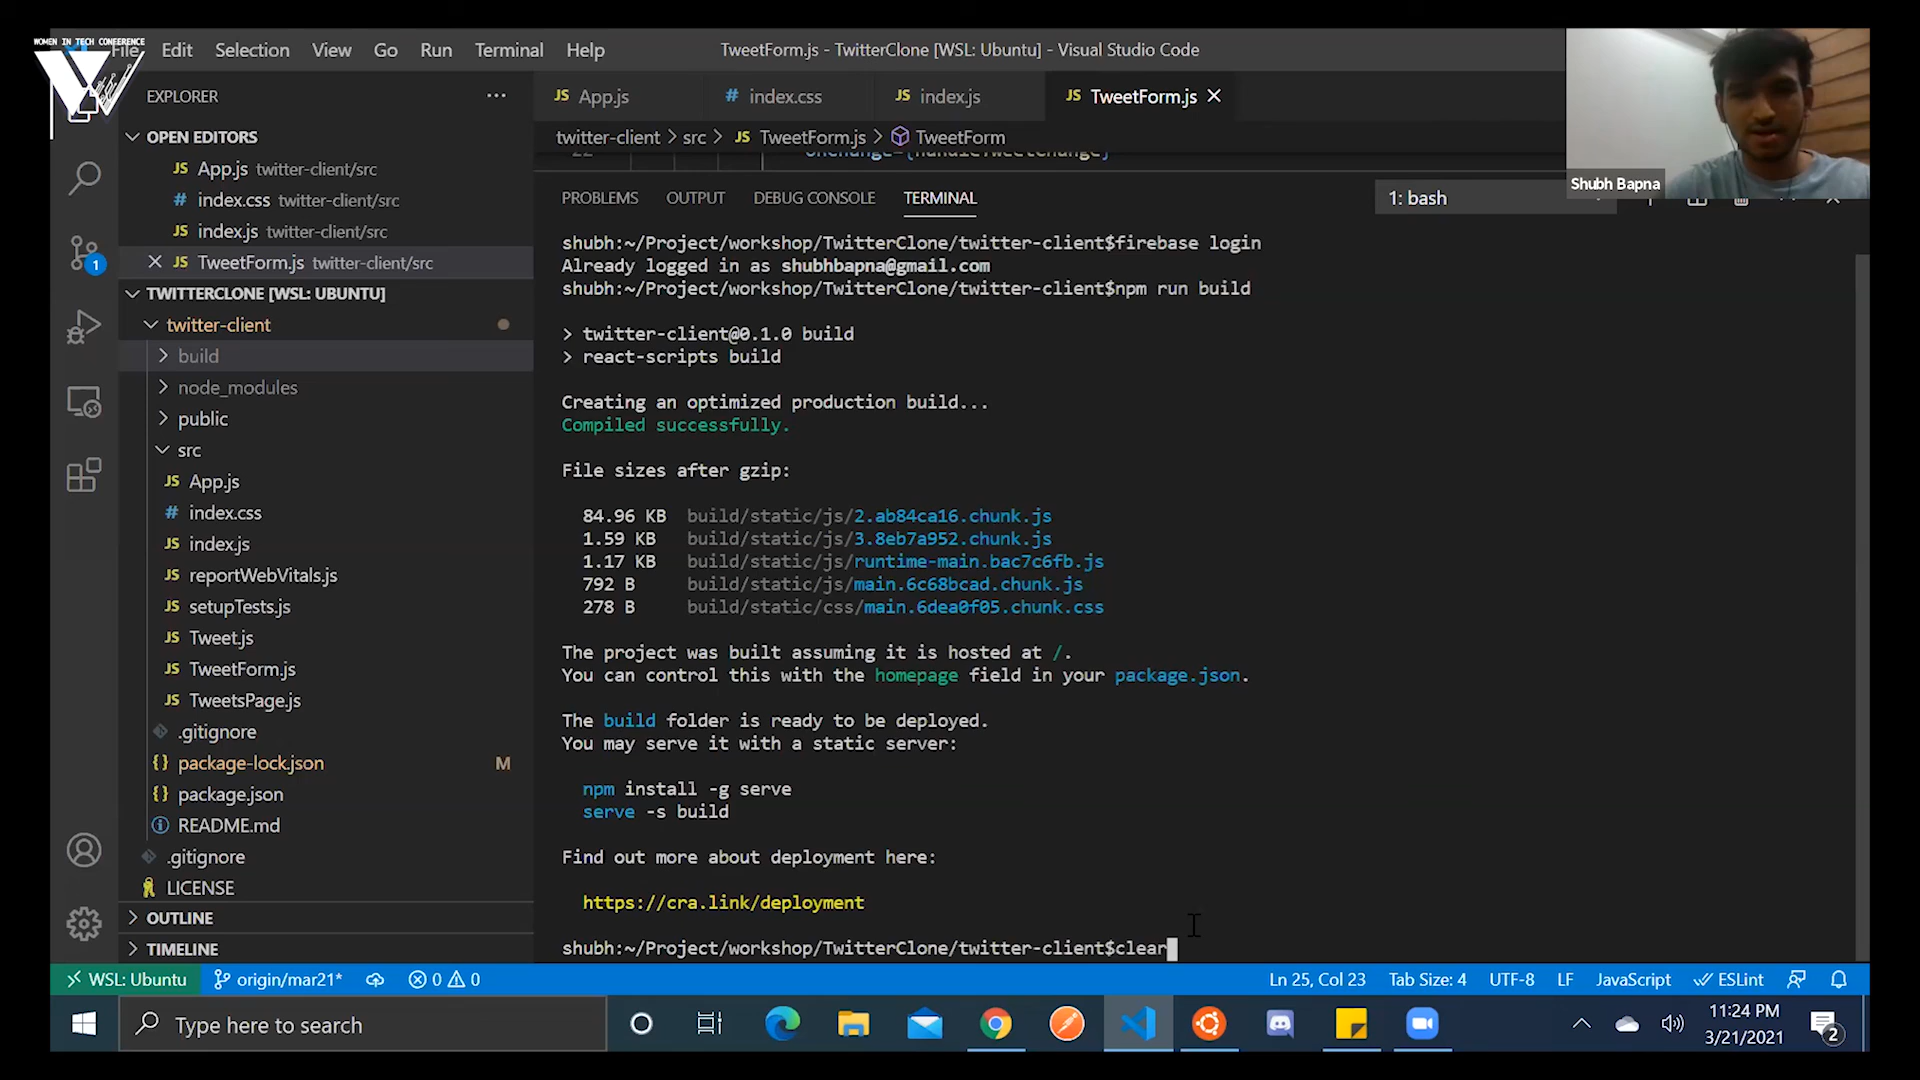 WOMEN IN TECH CONFERENCE
File Edit Selection View Go Run Terminal Help
TweetForm.js - TwitterClone [WSL: Ubuntu] - Visual Studio Code
EXPLORER
OPEN EDITORS
App.js twitter-client/src
index.css twitter-client/src
index.js twitter-client/src
TweetForm.js twitter-client/src
TWITTERCLONE [WSL: UBUNTU]
twitter-client
build
node_modules
public
src
App.js
index.css
index.js
reportWebVitals.js
setupTests.js
Tweet.js
TweetForm.js
TweetsPage.js
.gitignore
package-lock.json M
package.json
README.md
.gitignore
LICENSE
OUTLINE
TIMELINE
1
App.js index.css index.js TweetForm.js
twitter-client > src > TweetForm.js > TweetForm
22 onChange={handleTweetChange}
PROBLEMS OUTPUT DEBUG CONSOLE TERMINAL
1: bash
Shubh Bapna
shubh:~/Project/workshop/TwitterClone/twitter-client$firebase login
Already logged in as shubhbapna@gmail.com
shubh:~/Project/workshop/TwitterClone/twitter-client$npm run build
> twitter-client@0.1.0 build
> react-scripts build
Creating an optimized production build...
Compiled successfully.
File sizes after gzip:
84.96 KB build/static/js/2.ab84ca16.chunk.js
1.59 KB build/static/js/3.8eb7a952.chunk.js
1.17 KB build/static/js/runtime-main.bac7c6fb.js
792 B build/static/js/main.6c68bcad.chunk.js
278 B build/static/css/main.6dea0f05.chunk.css
The project was built assuming it is hosted at /.
You can control this with the homepage field in your package.json.
The build folder is ready to be deployed.
You may serve it with a static server:
npm install -g serve
serve -s build
Find out more about deployment here:
https://cra.link/deployment
shubh:~/Project/workshop/TwitterClone/twitter-client$clear
WSL: Ubuntu origin/mar21* 0 0 Ln 25, Col 23 Tab Size: 4 UTF-8 LF JavaScript ESLint
Type here to search
11:24 PM
3/21/2021
2